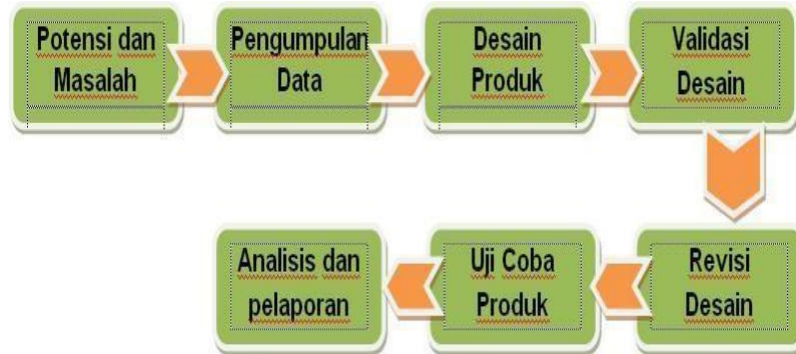 Potensi dan
Masalah
Pengumpulan
Data
Desain
Produk
Validasi
Desain
Revisi
Desain
Uji Coba
Produk
Analisis dan
pelaporan